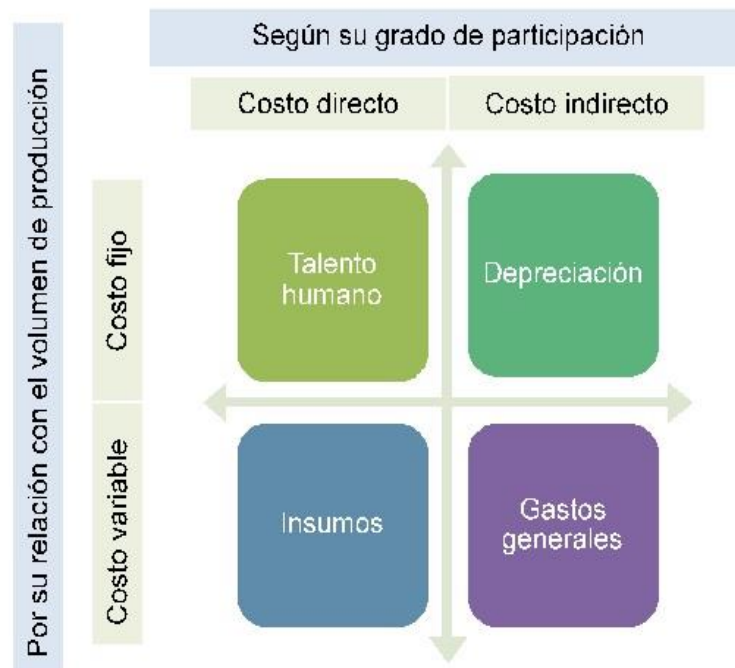 Según su grado de participación
Costo directo
Costo indirecto
Por su relación con el volumen de producción
Costo fijo
Talento
humano
Depreciación
Costo variable
Insumos
Gastos
generales